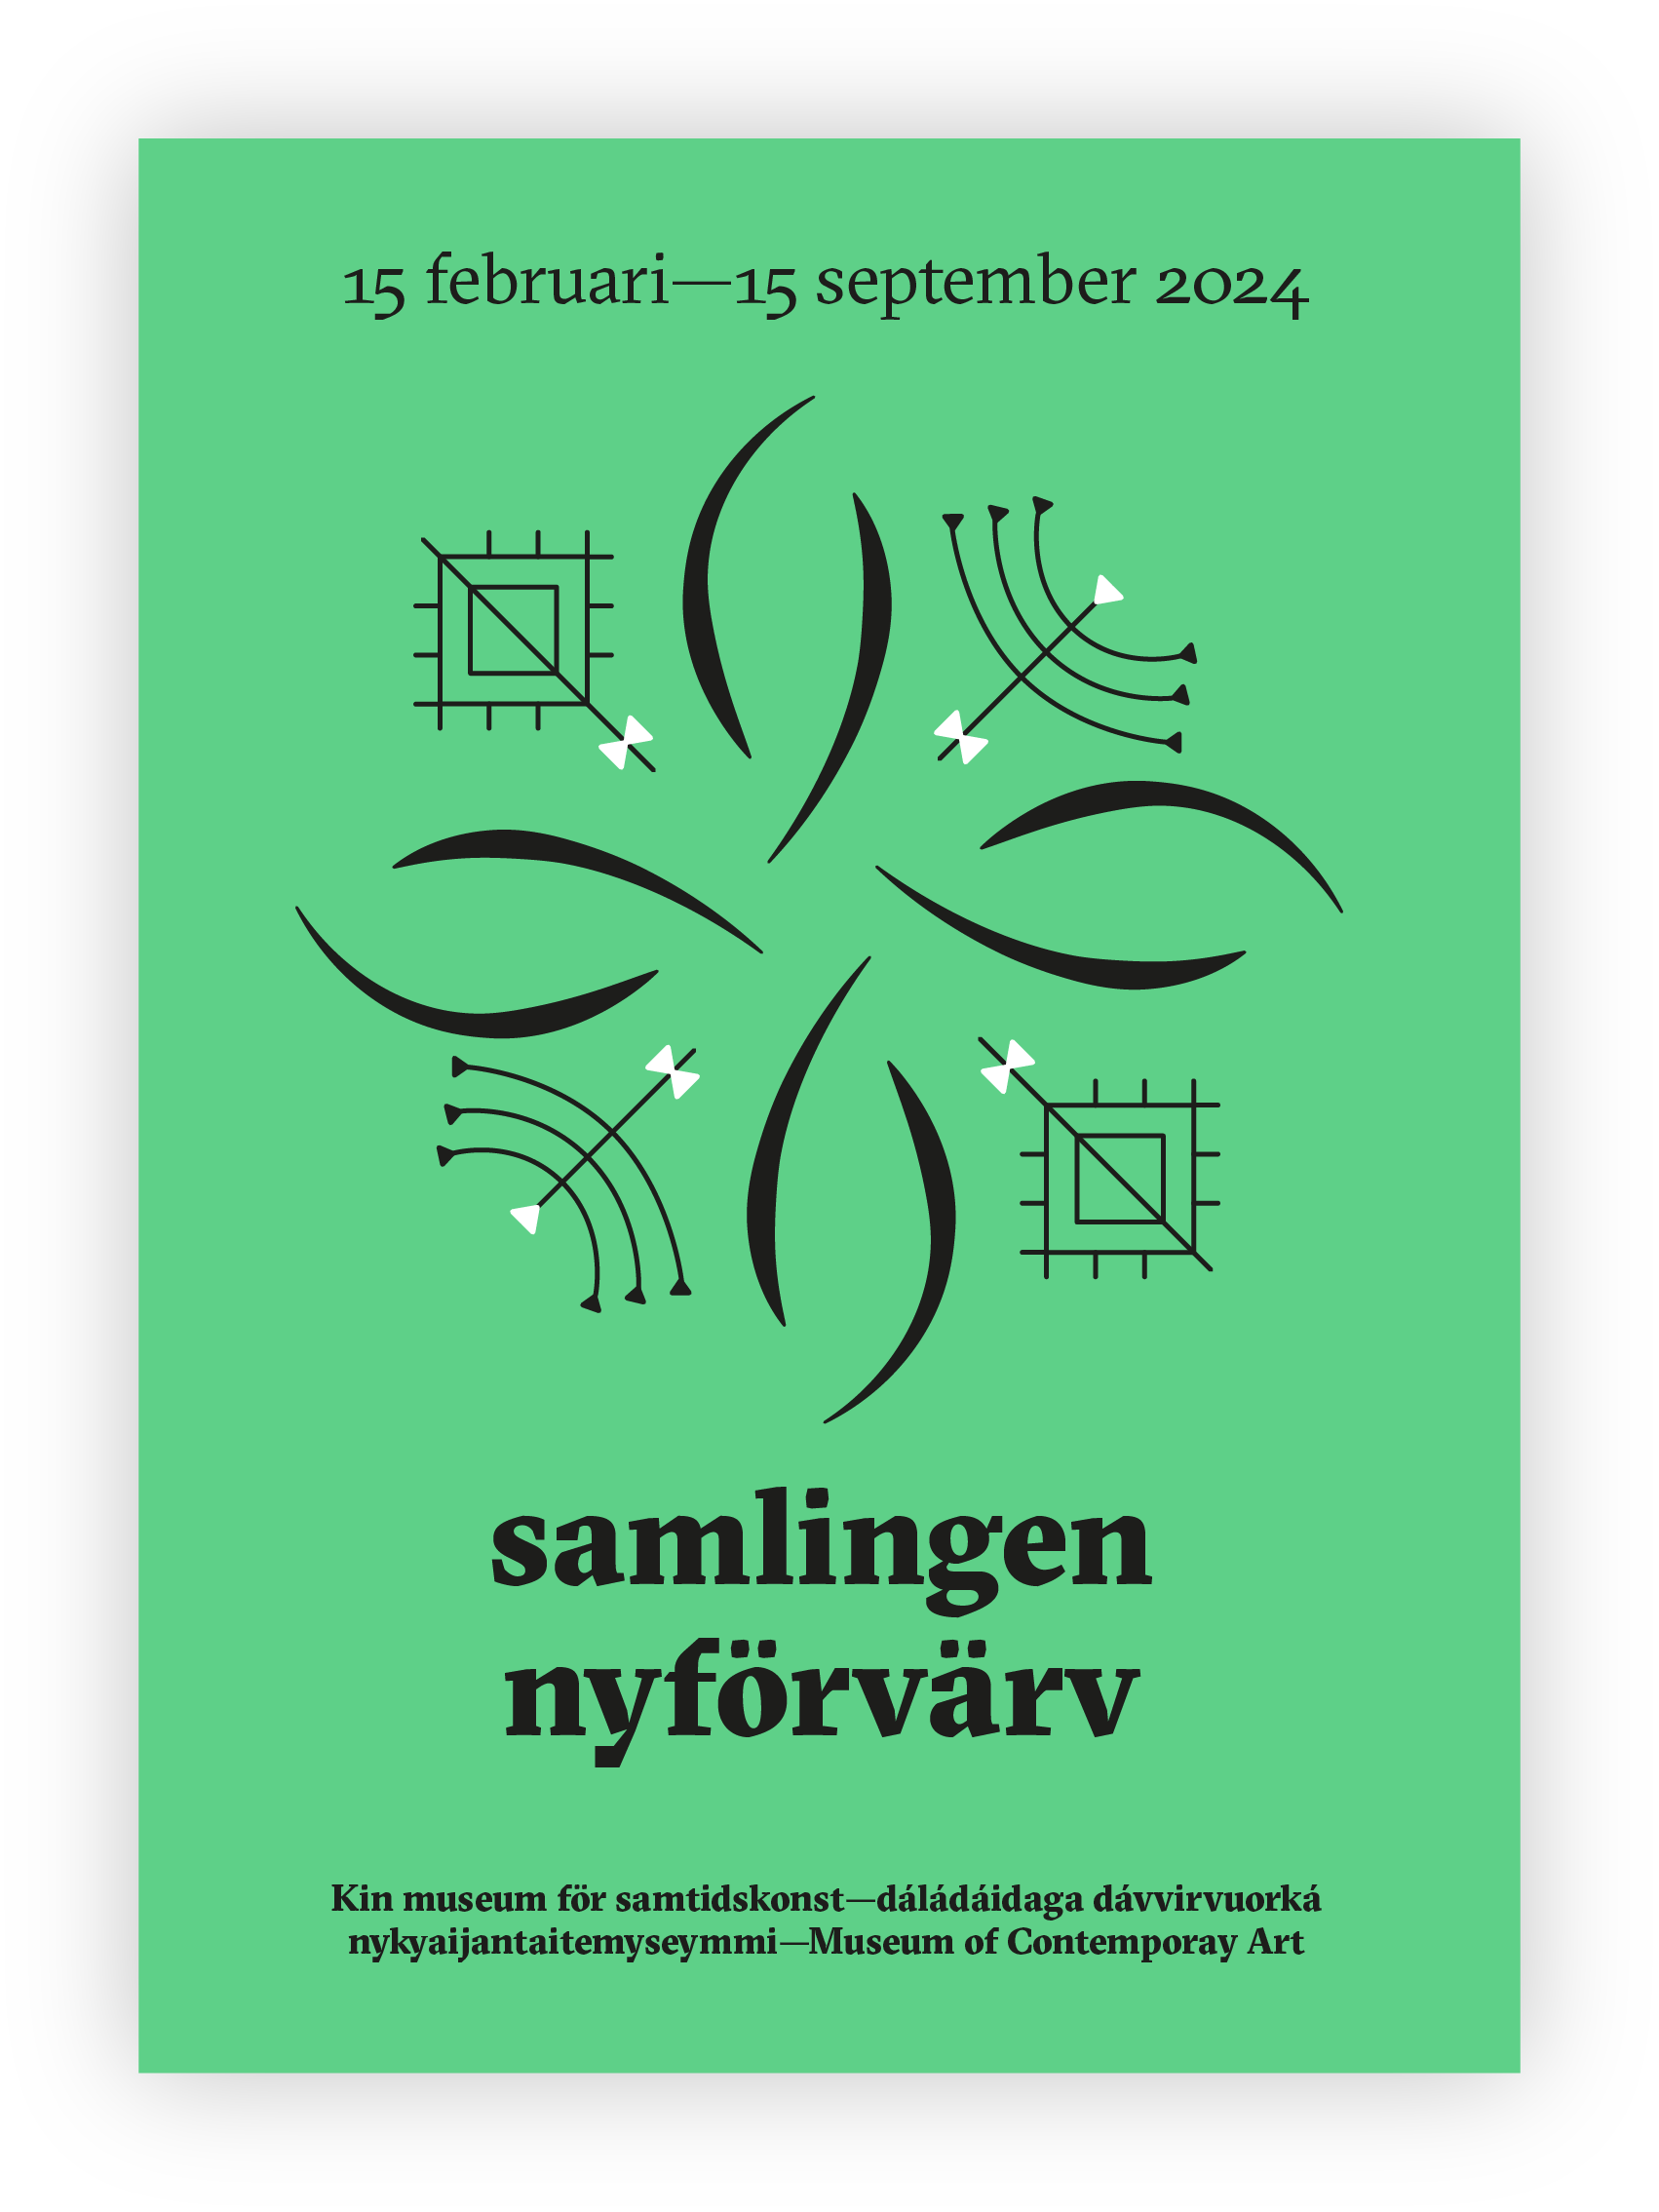 15 februari—15 september 2024
samlingen
nyförvärv
Kin museum för samtidskonst—dáládáidaga dávvirvuorká
nykyaijantaitemyseymmi—Museum of Contemporay Art